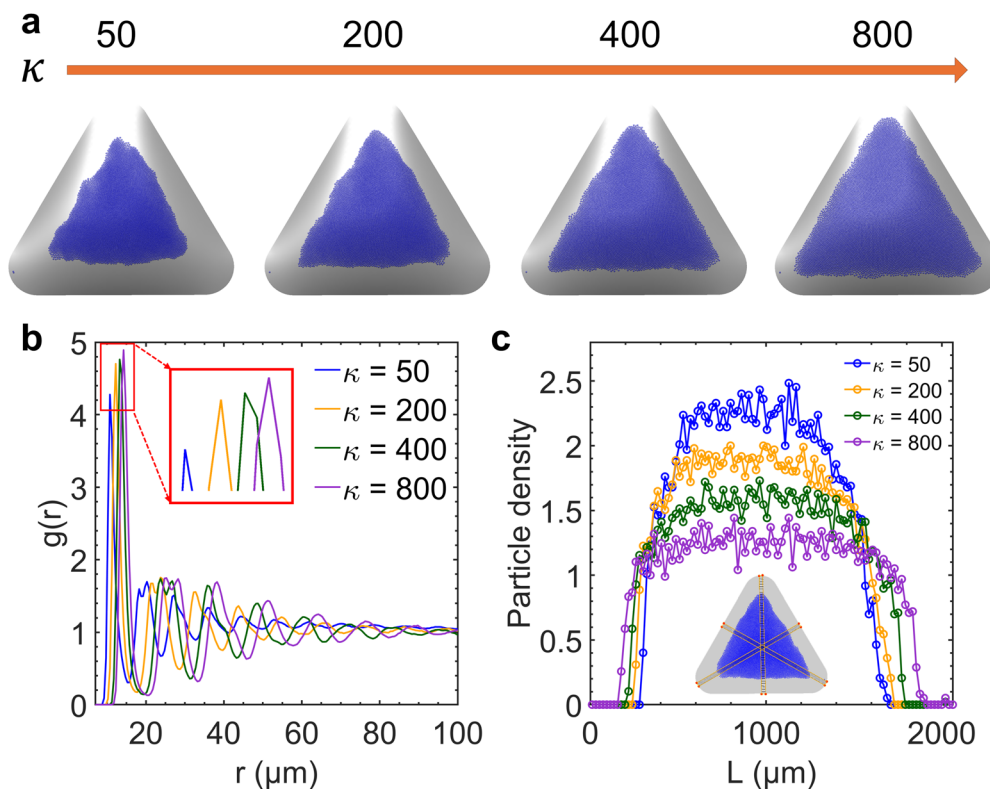 a
50 200 400 800
κ
b
5
4
3
2
1
0
g(r)
κ = 50
κ = 200
κ = 400
κ = 800
20 40 60 80 100
r (μm)
c
2.5
2.0
1.5
1.0
0.5
0
Particle density
κ = 50
κ = 200
κ = 400
κ = 800
0 1000 2000
L (μm)